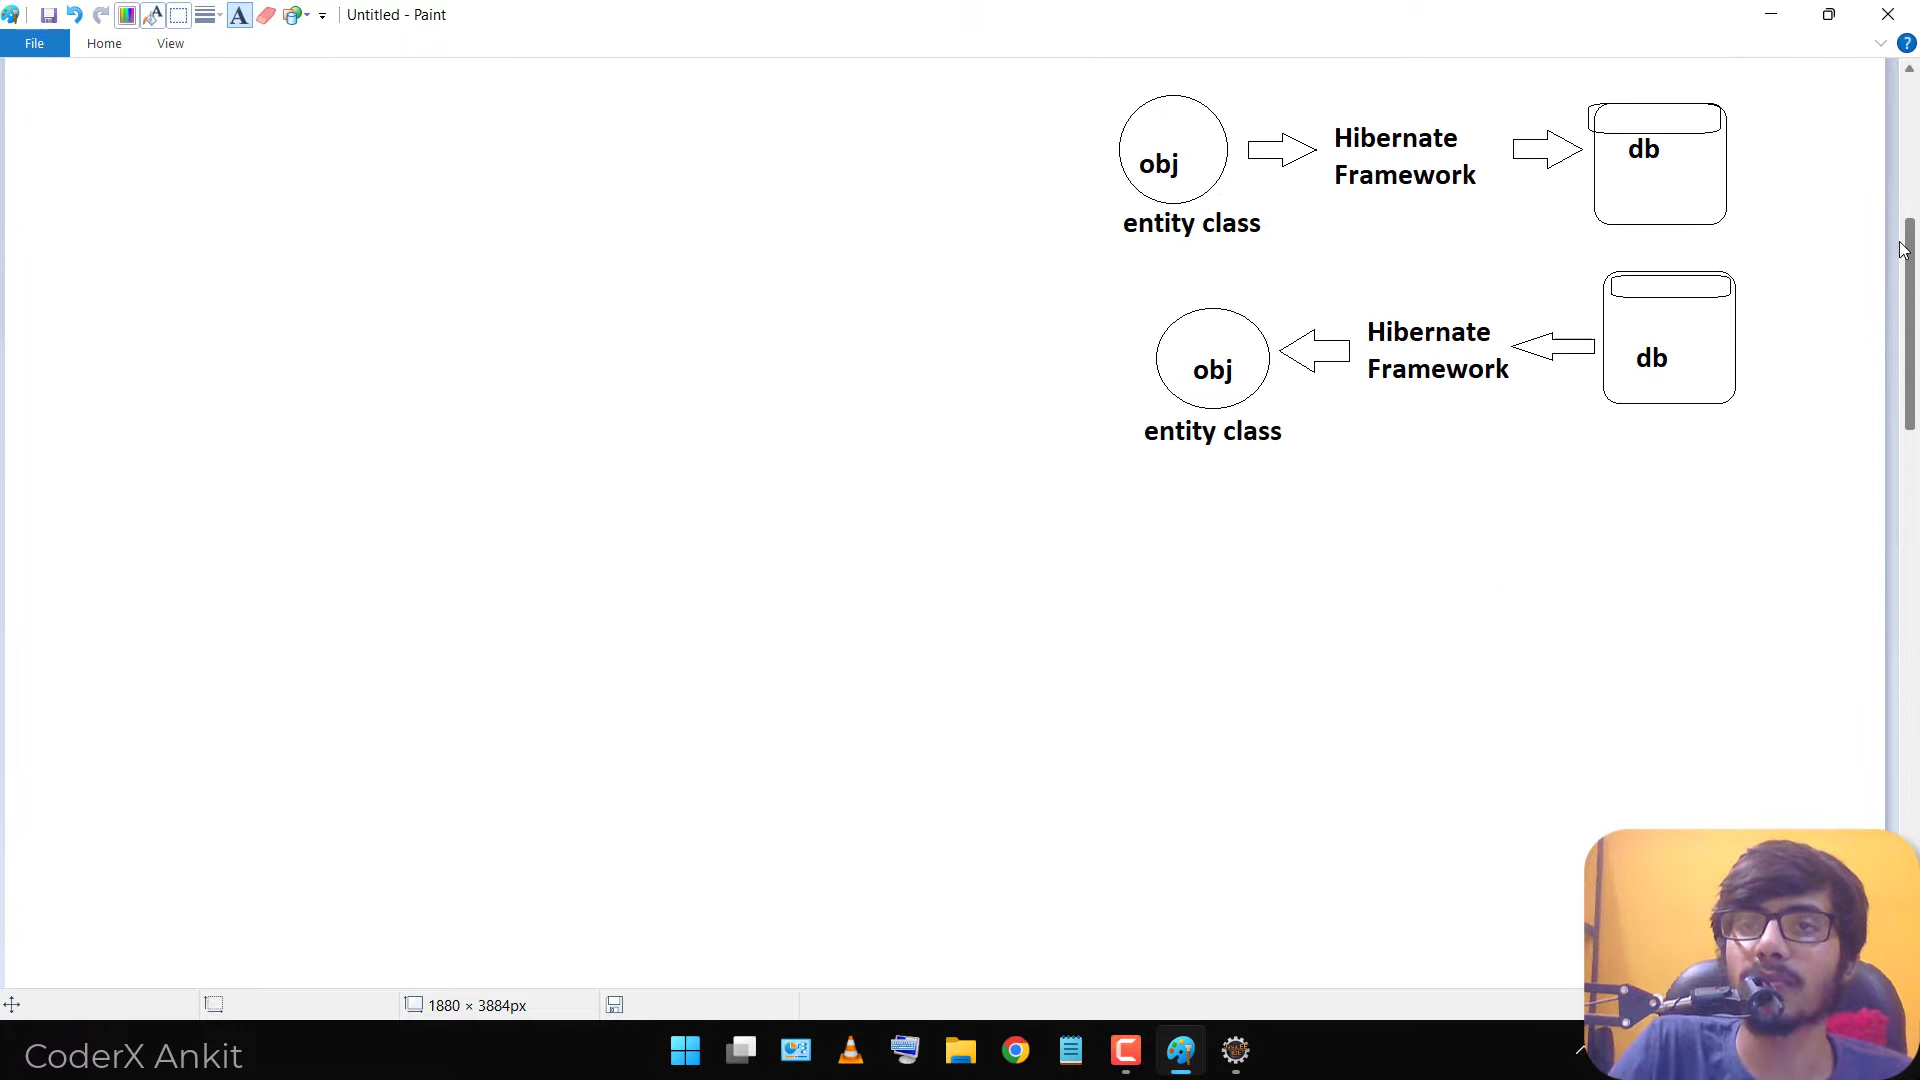 Untitled - Paint
File
Home
View
obj
Hibernate
Framework
db
entity class
obj
Hibernate
Framework
db
entity class
1880 × 3884px
CoderX Ankit